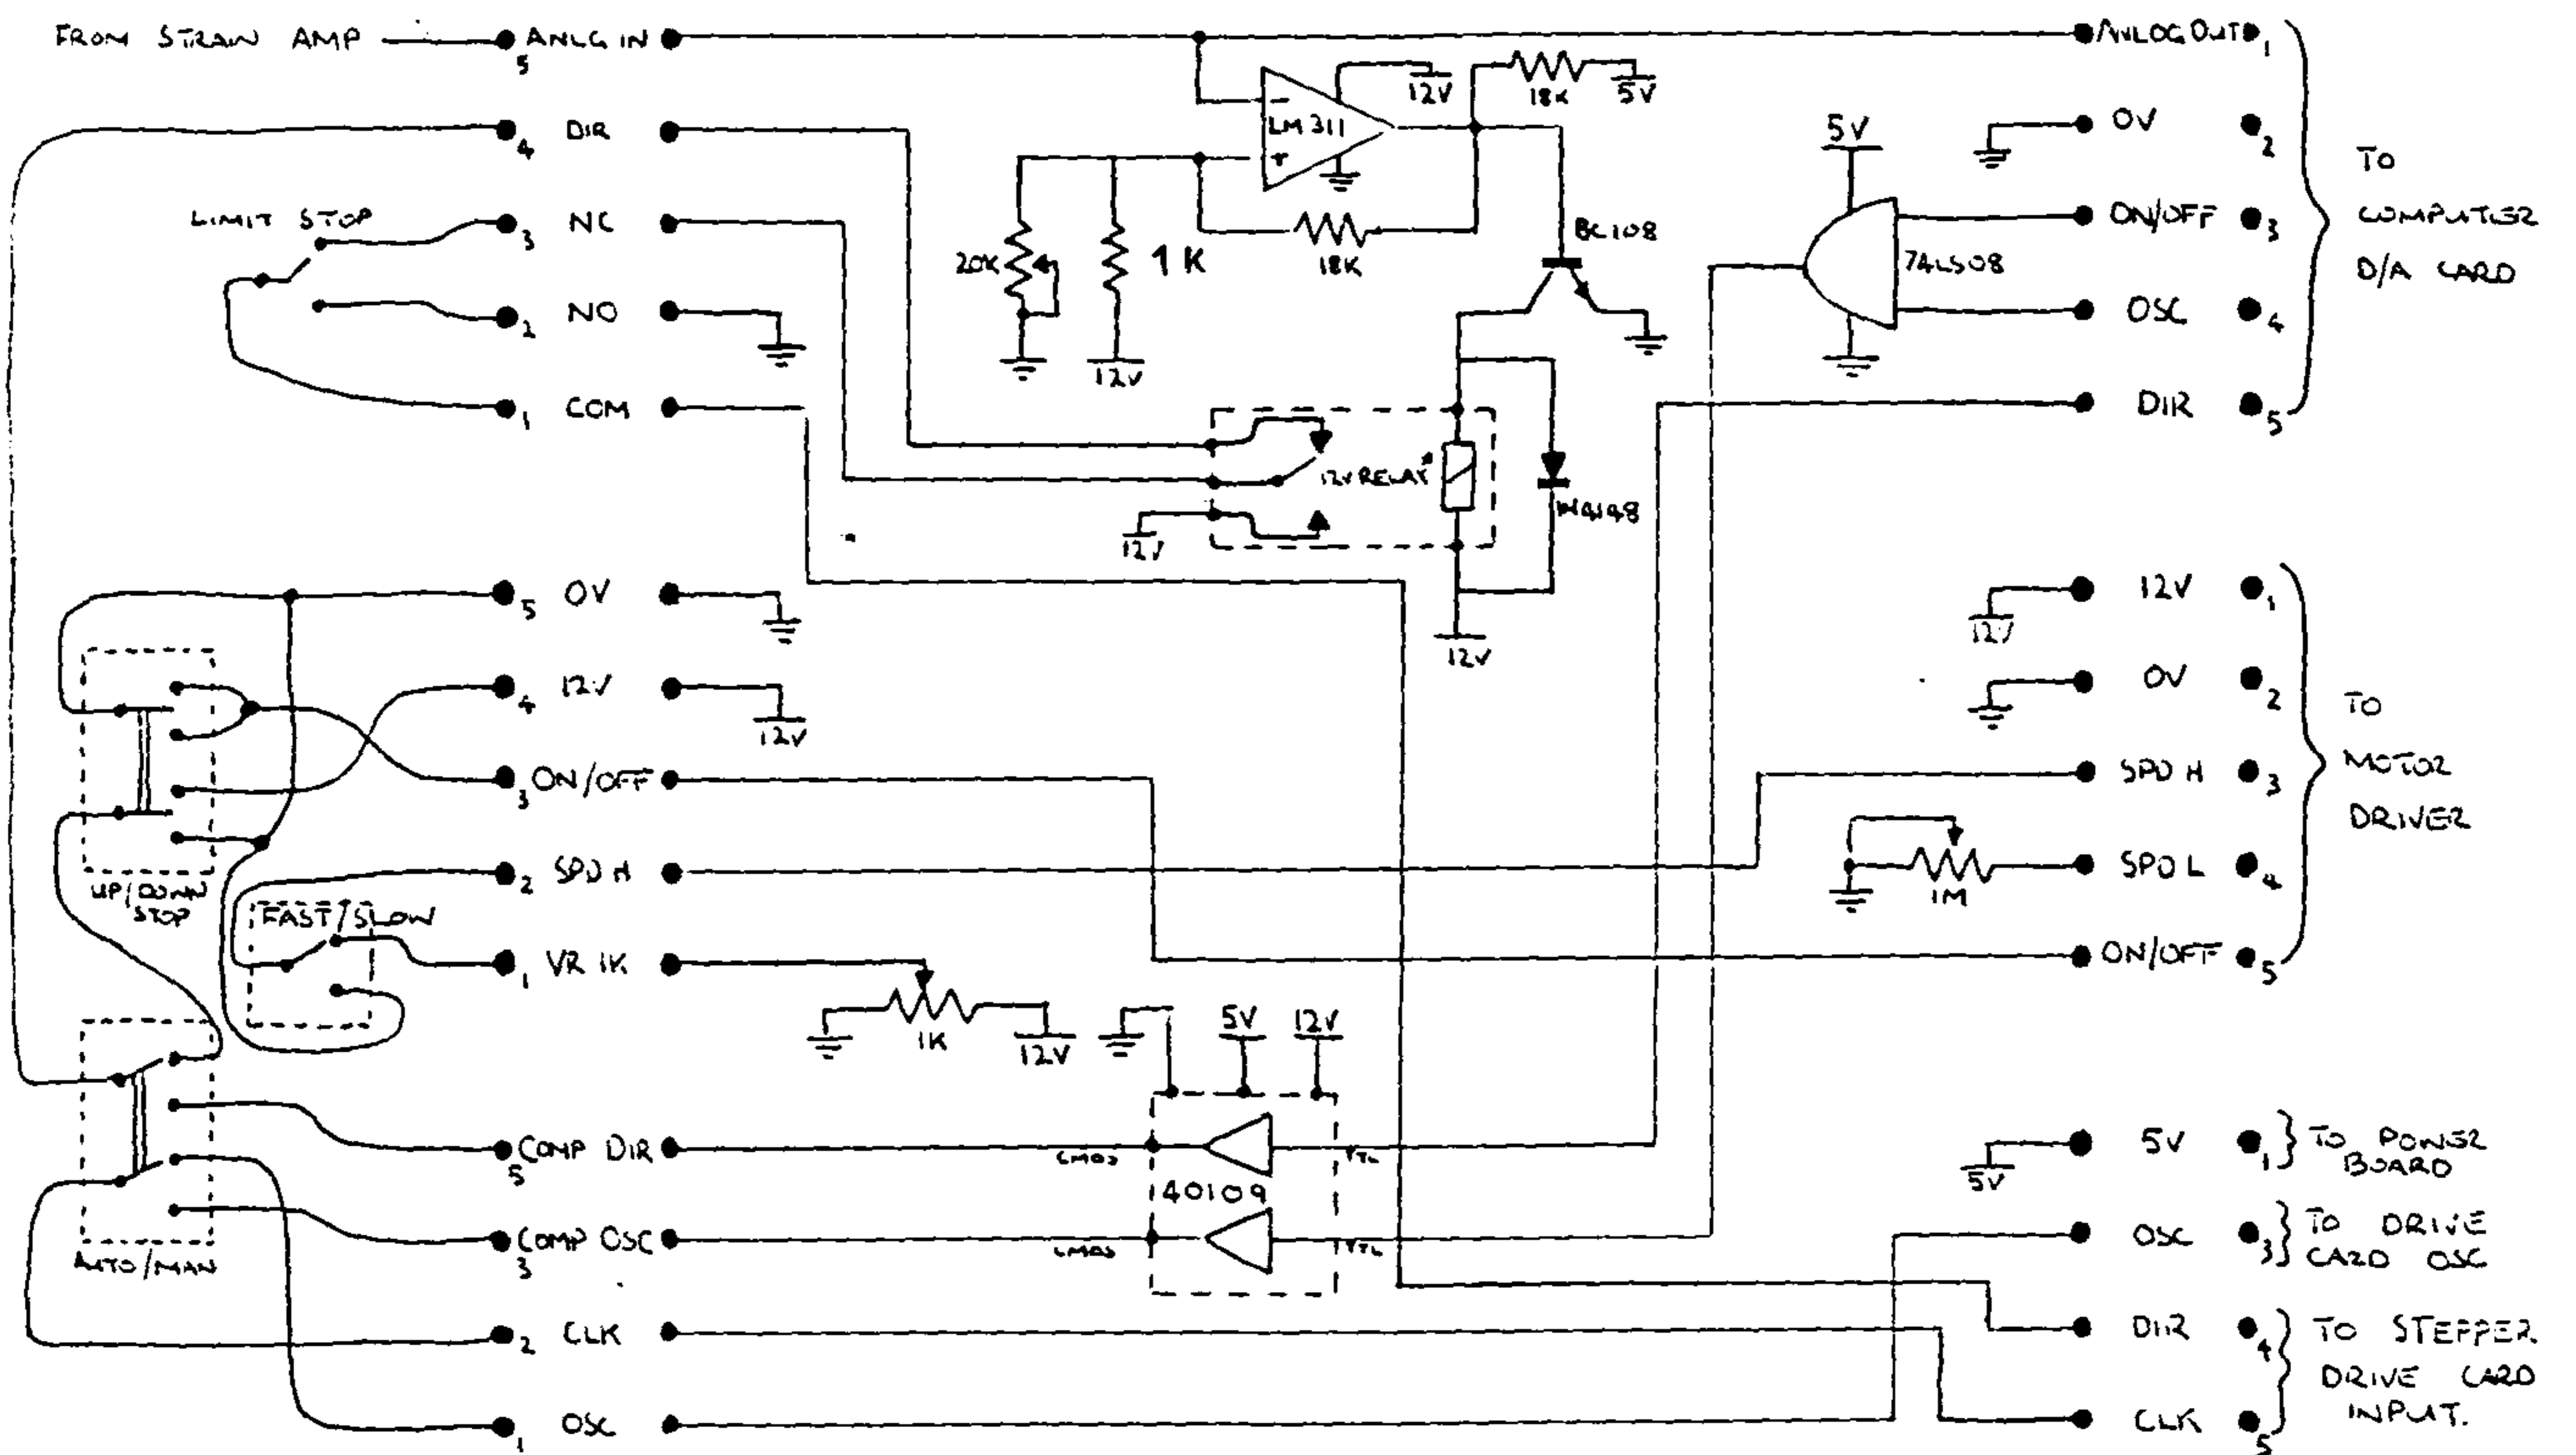 FROM STRAIN AMP
5 ANLG IN
ANLOG OUT 1
12V
18K
5V
LM311
-
+
4 DIR
5V
0V 2
TO
COMPUTER
D/A CARD
LIMIT STOP
3 NC
20K
1K
18K
BC108
74LS08
ON/OFF 3
2 NO
12V
OSC 4
1 COM
DIR 5
12V RELAY*
1N4148
12V
12V
5 0V
12V 1
12V
4 12V
12V
0V 2
TO
MOTOR
DRIVER
3 ON/OFF
SPD H 3
UP/DOWN
STOP
2 SPD H
SPD L 4
1M
FAST/SLOW
1 VR 1K
ON/OFF 5
1K
12V
5V
12V
5 COMP DIR
CMOS
TTL
5V 1
5V
TO POWER
BOARD
40109
3 COMP OSC
CMOS
TTL
OSC 3
TO DRIVE
CARD OSC
AUTO/MAN
2 CLK
DIR 4
TO STEPPER
DRIVE CARD
INPUT.
1 OSC
CLK 5